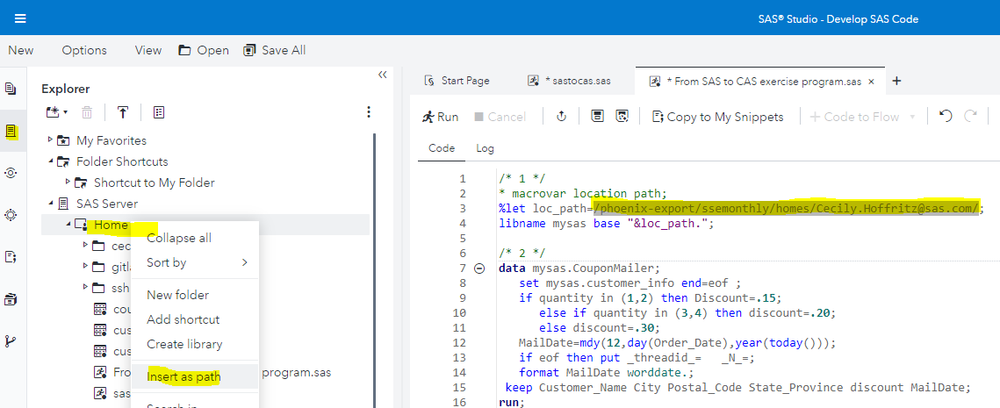 SAS® Studio - Develop SAS Code
New Options View Open Save All
Explorer
My Favorites
Folder Shortcuts
Shortcut to My Folder
SAS Server
Home
cec
gitla
ssh
cou
cus
cus
Fro
program.sas
sas
Collapse all
Sort by
New folder
Add shortcut
Create library
Insert as path
Search in
Start Page * sastocas.sas * From SAS to CAS exercise program.sas × +
Run Cancel Copy to My Snippets + Code to Flow
Code Log
1 /* 1 */
2 * macrovar location path;
3 %let loc_path=/phoenix-export/ssemonthly/homes/Cecily.Hoffritz@sas.com/;
4 libname mysas base "&loc_path.";
5
6 /* 2 */
7 data mysas.CouponMailer;
8 set mysas.customer_info end=eof ;
9 if quantity in (1,2) then Discount=.15;
10 else if quantity in (3,4) then discount=.20;
11 else discount=.30;
12 MailDate=mdy(12,day(Order_Date),year(today()));
13 if eof then put _threadid_= _N_=;
14 format MailDate worddate.;
15 keep Customer_Name City Postal_Code State_Province discount MailDate;
16 run;